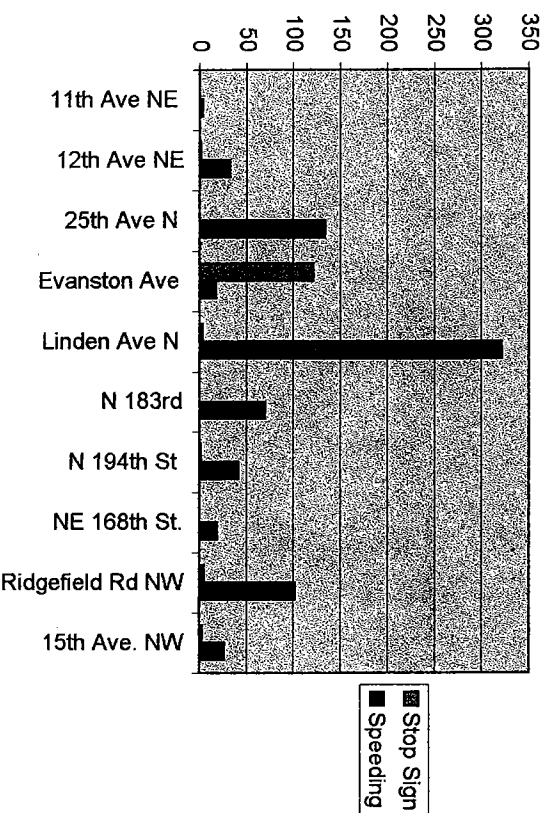 350
300
250
200
150
100
50
0
11th Ave NE
12th Ave NE
25th Ave N
Evanston Ave
Linden Ave N
N 183rd
N 194th St
NE 168th St.
Ridgefield Rd NW
15th Ave. NW
Stop Sign
Speeding